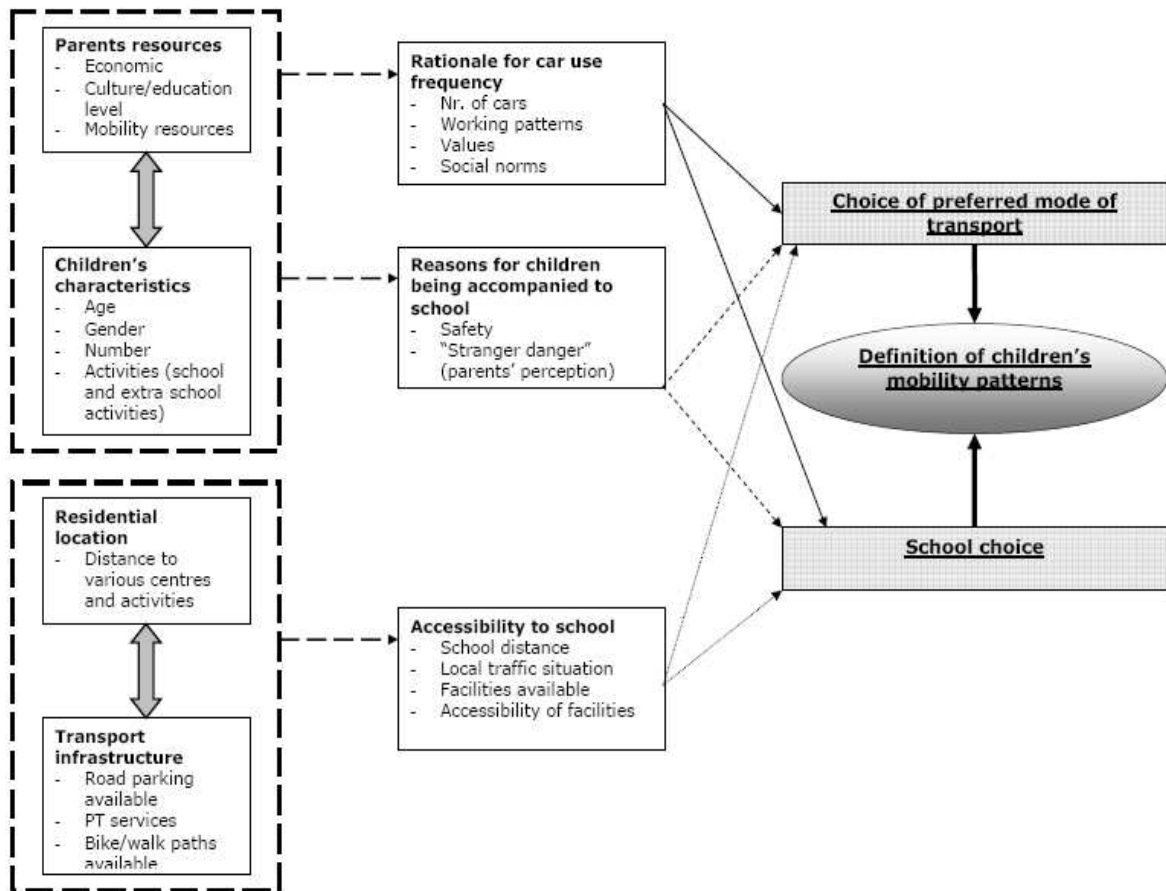 Parents resources
- Economic
- Culture/education
level
- Mobility resources
Children's
characteristics
- Age
- Gender
- Number
- Activities (school
and extra school
activities)
Residential
location
- Distance to
various centres
and activities
Transport
infrastructure
- Road parking
available
- PT services
- Bike/walk paths
available
Rationale for car use
frequency
- Nr. of cars
- Working patterns
- Values
- Social norms
Reasons for children
being accompanied to
school
- Safety
- “Stranger danger”
(parents’ perception)
Accessibility to school
- School distance
- Local traffic situation
- Facilities available
- Accessibility of facilities
Choice of preferred mode of
transport
Definition of children’s
mobility patterns
School choice